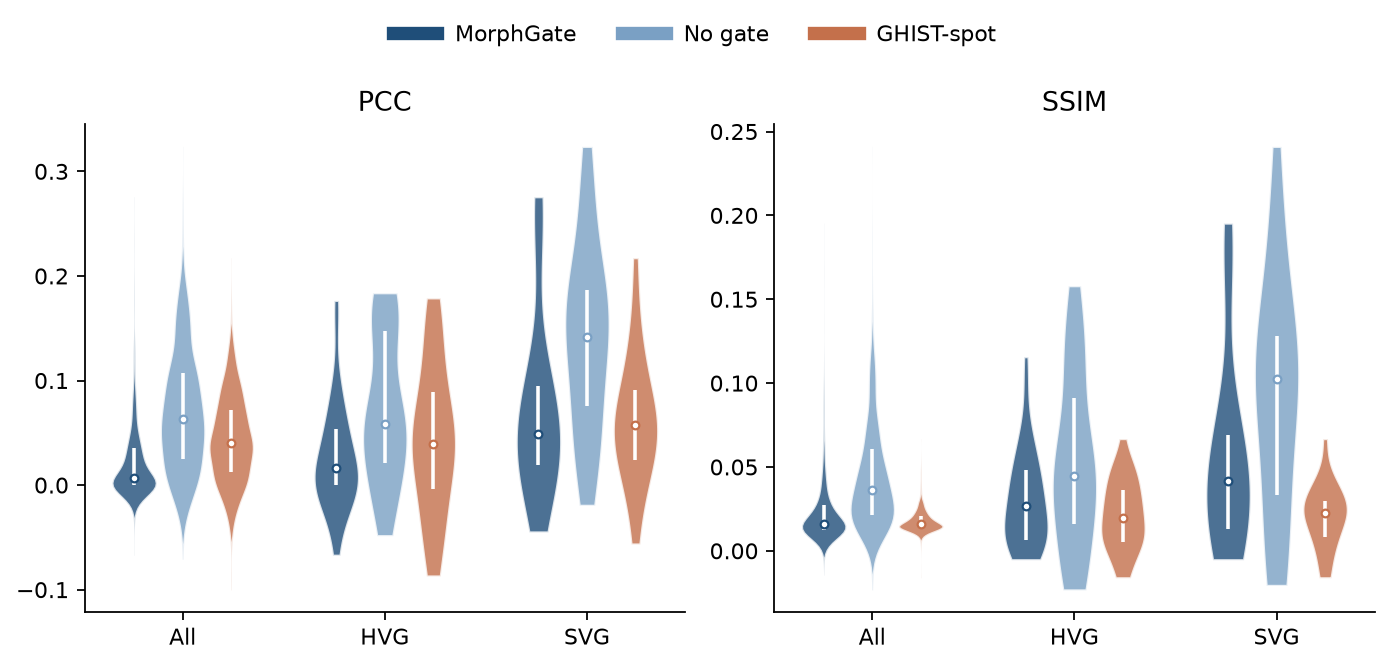 MorphGate No gate GHIST-spot
PCC
0.3
0.2
0.1
0.0
−0.1
All HVG SVG
SSIM
0.25
0.20
0.15
0.10
0.05
0.00
All HVG SVG